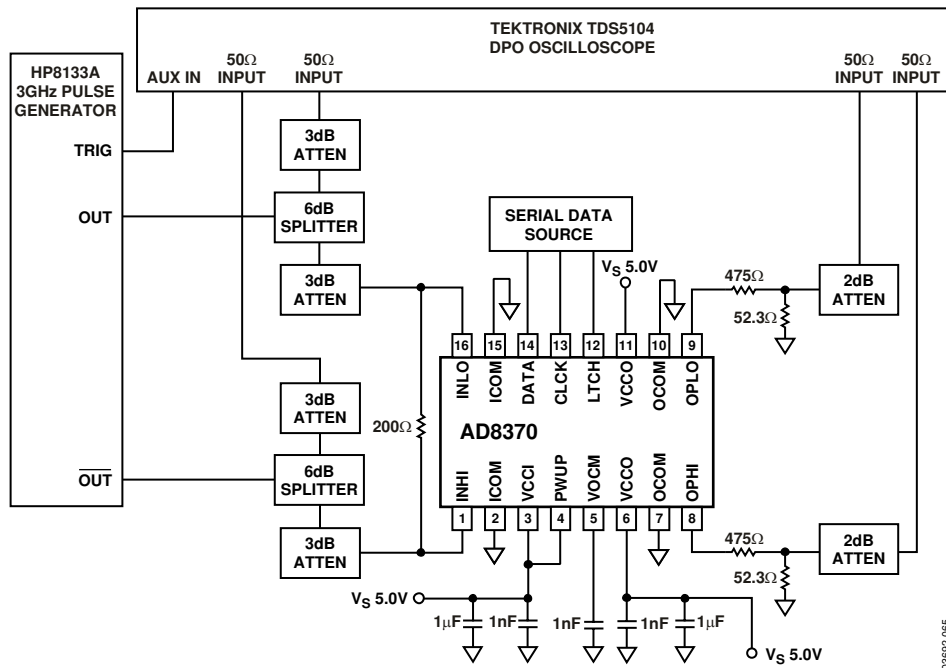 TEKTRONIX TDS5104
DPO OSCILLOSCOPE
AUX IN
50Ω
INPUT
50Ω
INPUT
50Ω
INPUT
50Ω
INPUT
HP8133A
3GHz PULSE
GENERATOR
TRIG
OUT
OUT
3dB
ATTEN
6dB
SPLITTER
3dB
ATTEN
3dB
ATTEN
6dB
SPLITTER
3dB
ATTEN
200Ω
SERIAL DATA
SOURCE
VS 5.0V
475Ω
52.3Ω
2dB
ATTEN
16 15 14 13 12 11 10 9
INLO ICOM DATA CLCK LTCH VCCO OCOM OPLO
AD8370
INHI ICOM VCCI PWUP VOCM VCCO OCOM OPHI
1 2 3 4 5 6 7 8
475Ω
52.3Ω
2dB
ATTEN
VS 5.0V
1μF 1nF 1nF 1nF 1μF
VS 5.0V
03692-065